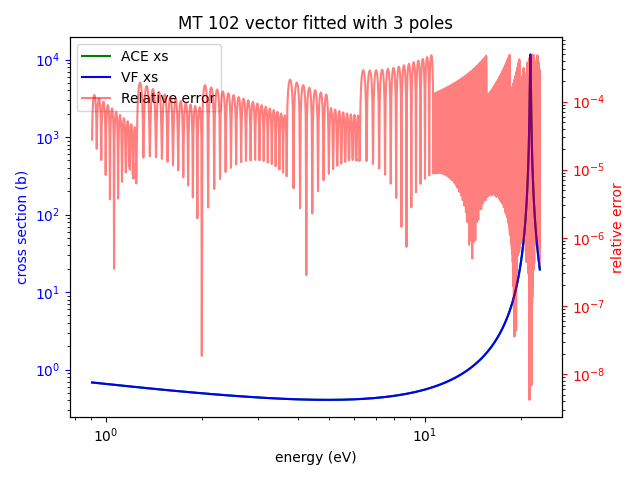 MT 102 vector fitted with 3 poles
ACE xs
VF xs
Relative error
cross section (b)
10⁴
10³
10²
10¹
10⁰
10⁻⁴
10⁻⁵
10⁻⁶
10⁻⁷
10⁻⁸
relative error
10⁰
10¹
energy (eV)